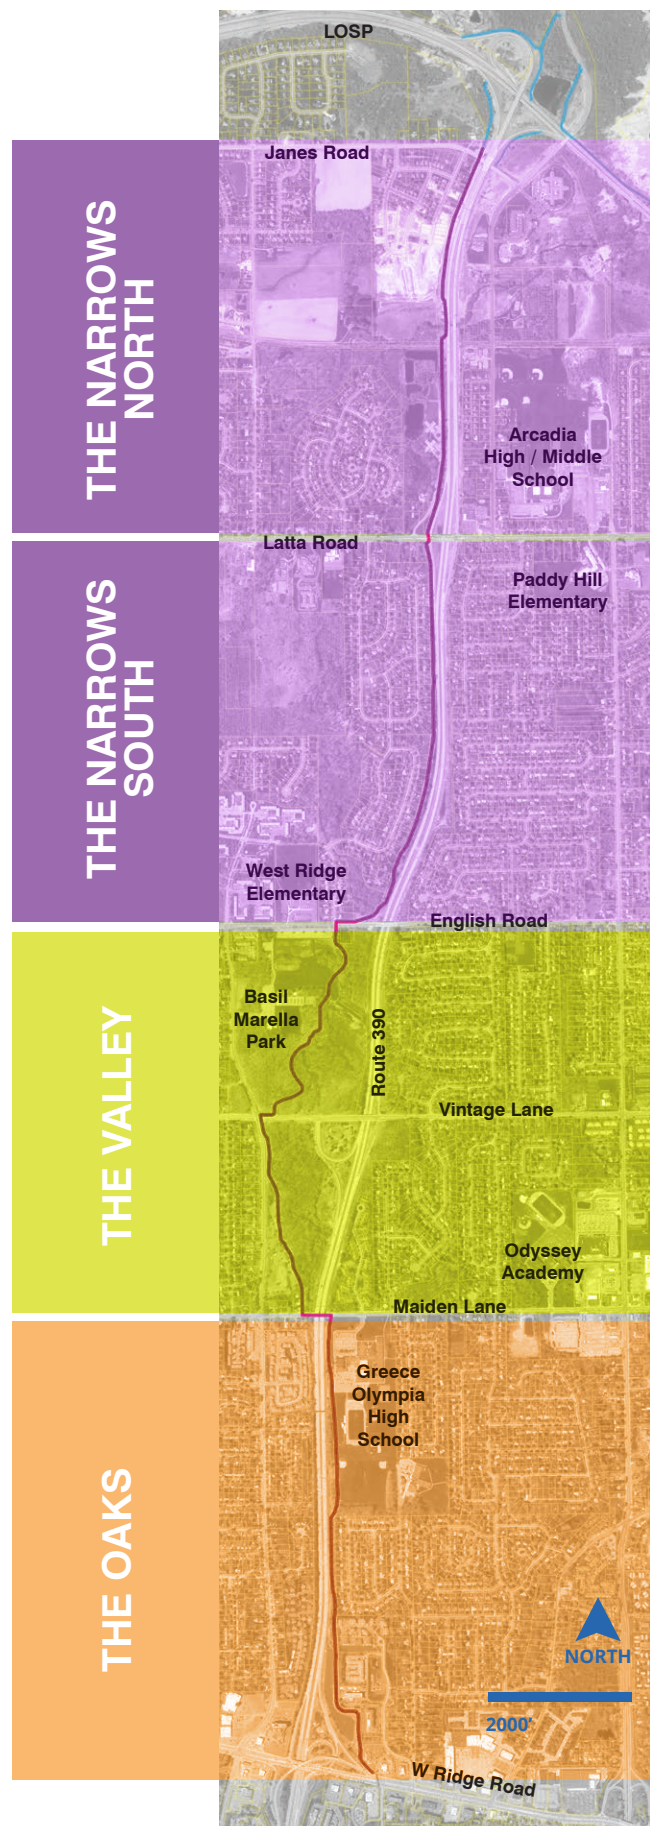 LOSP
Janes Road
THE NARROWS
NORTH
Arcadia
High / Middle
School
Latta Road
THE NARROWS
SOUTH
Paddy Hill
Elementary
West Ridge
Elementary
English Road
THE VALLEY
Basil
Marella
Park
Route 390
Vintage Lane
Odyssey
Academy
Maiden Lane
THE OAKS
Greece
Olympia
High
School
NORTH
2000'
W Ridge Road